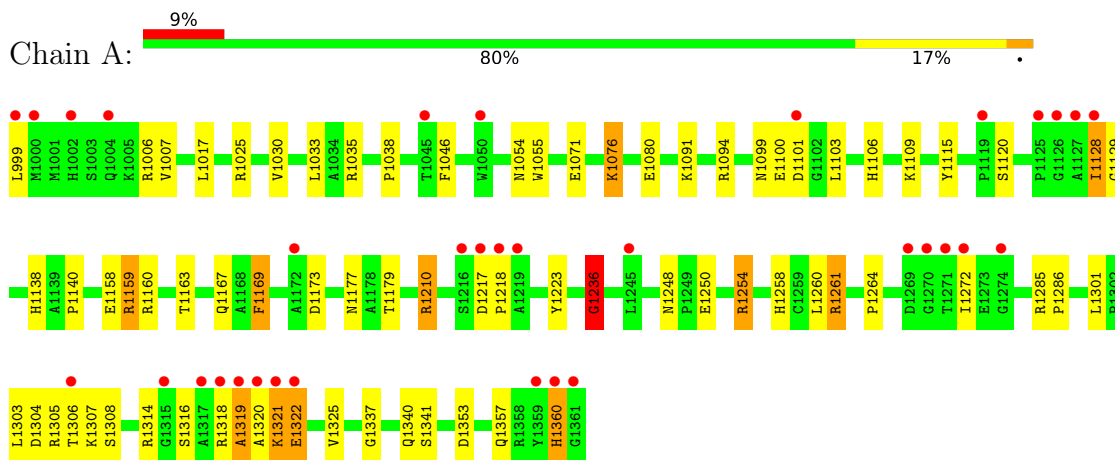 9%
Chain A:
80% 17% •
L999 M1000 M1001 H1002 S1003 Q1004 K1005 R1006 V1007 L1017 R1025 V1030 L1033 A1034 R1035 P1038 T1045 F1046 W1050 N1054 W1055 E1071 K1076 E1080 K1091 R1094 N1099 E1100 D1101 G1102 L1103 H1106 K1109 Y1115 P1119 S1120 P1125 G1126 A1127 I1128 G1129
H1138 A1139 P1140 E1158 R1159 R1160 T1163 Q1167 A1168 F1169 A1172 D1173 N1177 A1178 T1179 R1210 S1216 D1217 P1218 A1219 Y1223 G1236 L1245 N1248 P1249 E1250 R1254 H1258 C1259 L1260 R1261 P1264 D1269 G1270 T1271 I1272 E1273 G1274 R1285 P1286 L1301
L1303 D1304 R1305 T1306 K1307 S1308 R1314 G1315 S1316 A1317 R1318 A1319 A1320 K1321 E1322 V1325 G1337 Q1340 S1341 D1353 Q1357 R1358 Y1359 H1360 G1361